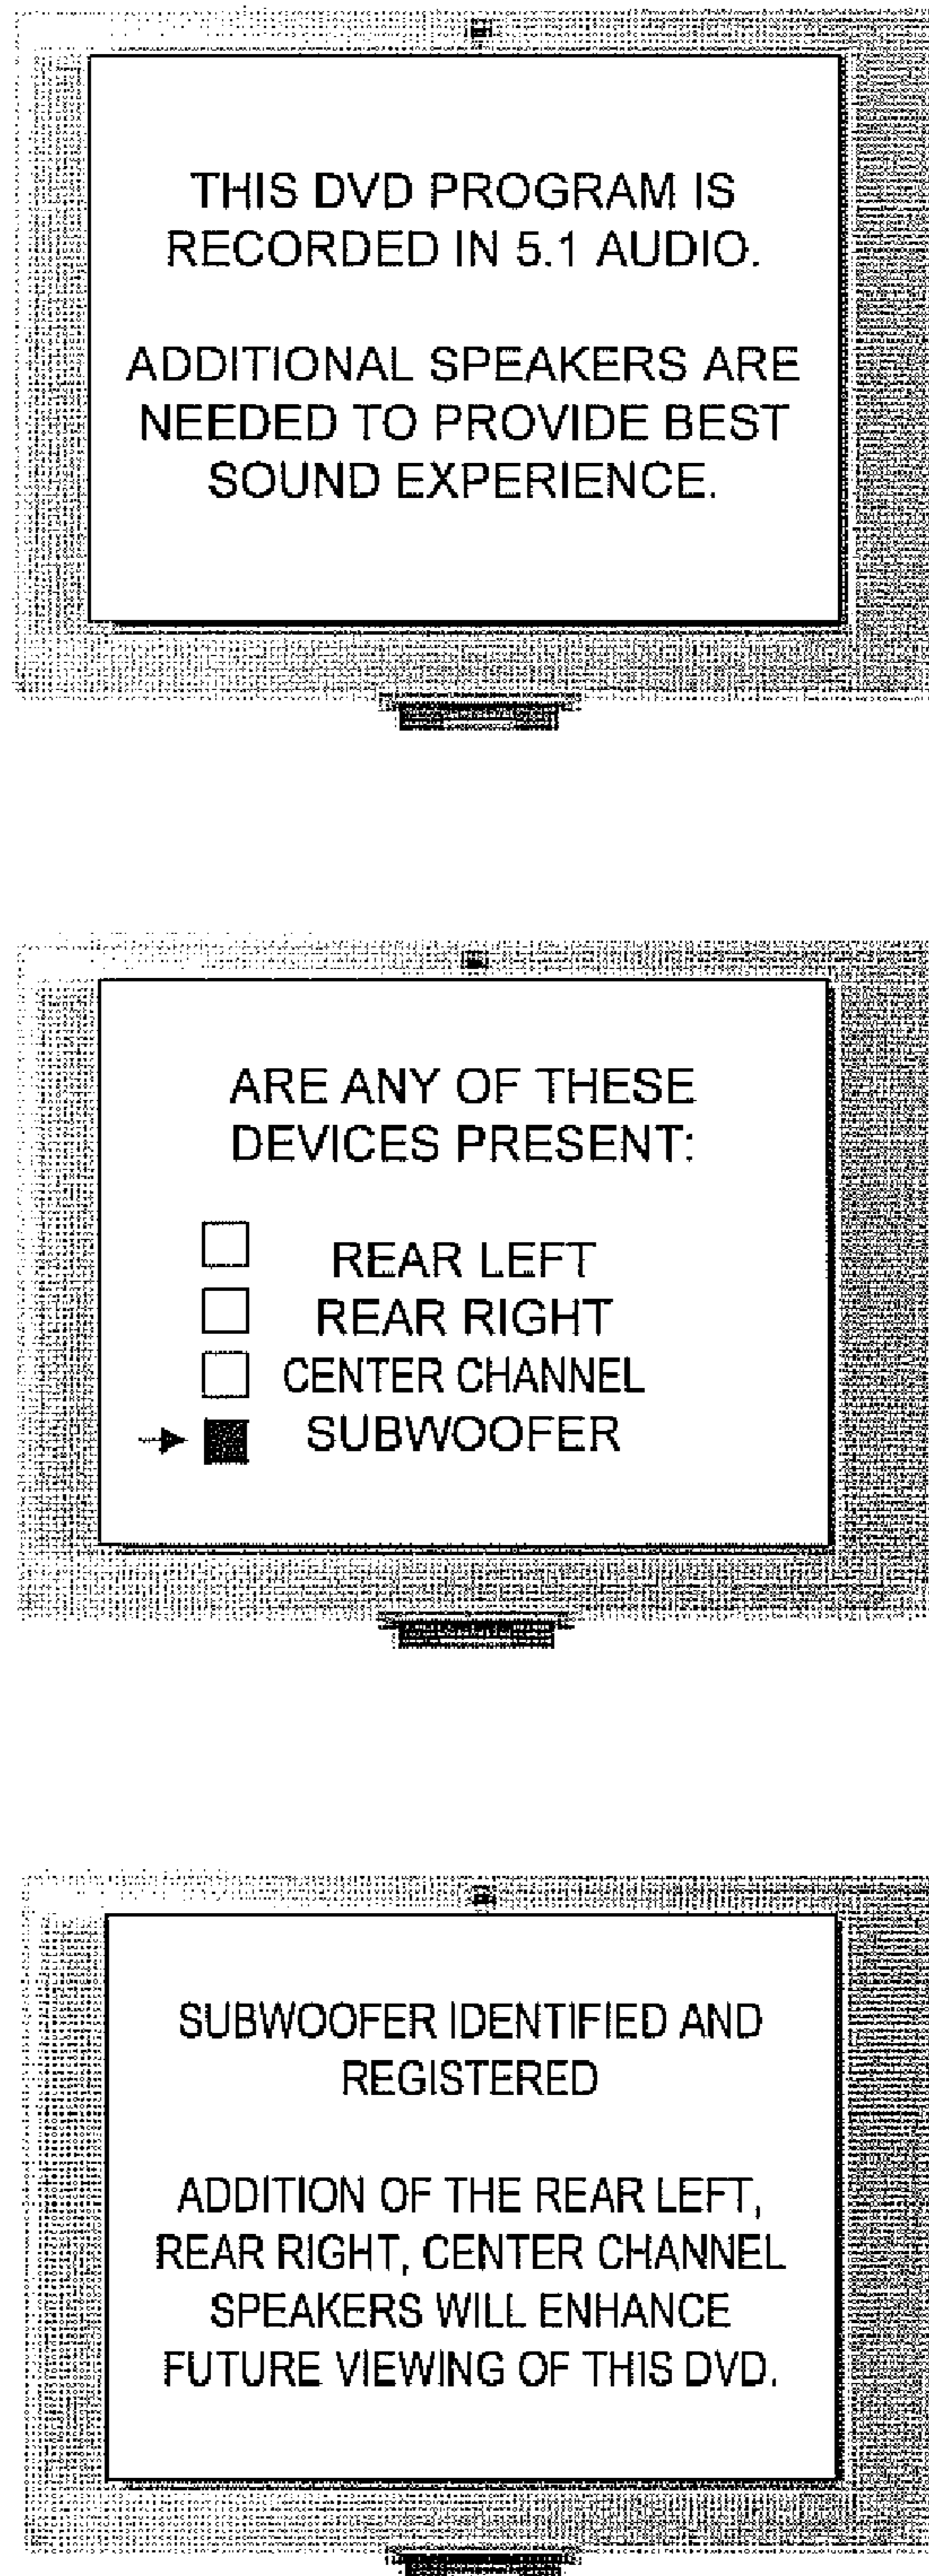 THIS DVD PROGRAM IS
RECORDED IN 5.1 AUDIO.
ADDITIONAL SPEAKERS ARE
NEEDED TO PROVIDE BEST
SOUND EXPERIENCE.
ARE ANY OF THESE
DEVICES PRESENT:
REAR LEFT
REAR RIGHT
CENTER CHANNEL
SUBWOOFER
SUBWOOFER IDENTIFIED AND
REGISTERED
ADDITION OF THE REAR LEFT,
REAR RIGHT, CENTER CHANNEL
SPEAKERS WILL ENHANCE
FUTURE VIEWING OF THIS DVD.